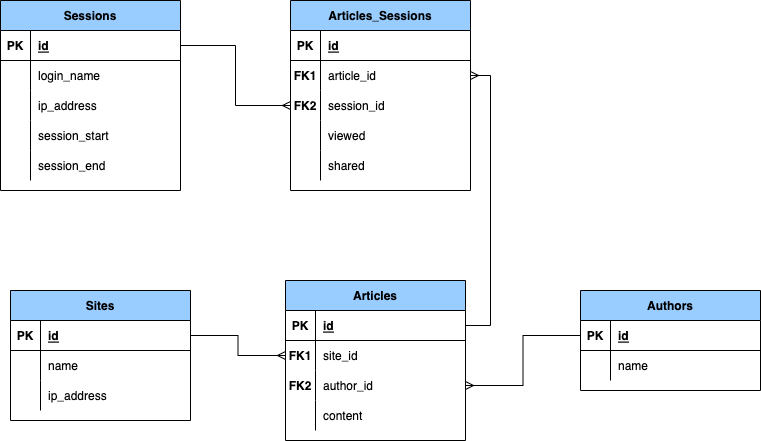 Sessions
PK id
login_name
ip_address
session_start
session_end
Articles_Sessions
PK id
FK1 article_id
FK2 session_id
viewed
shared
Sites
PK id
name
ip_address
Articles
PK id
FK1 site_id
FK2 author_id
content
Authors
PK id
name